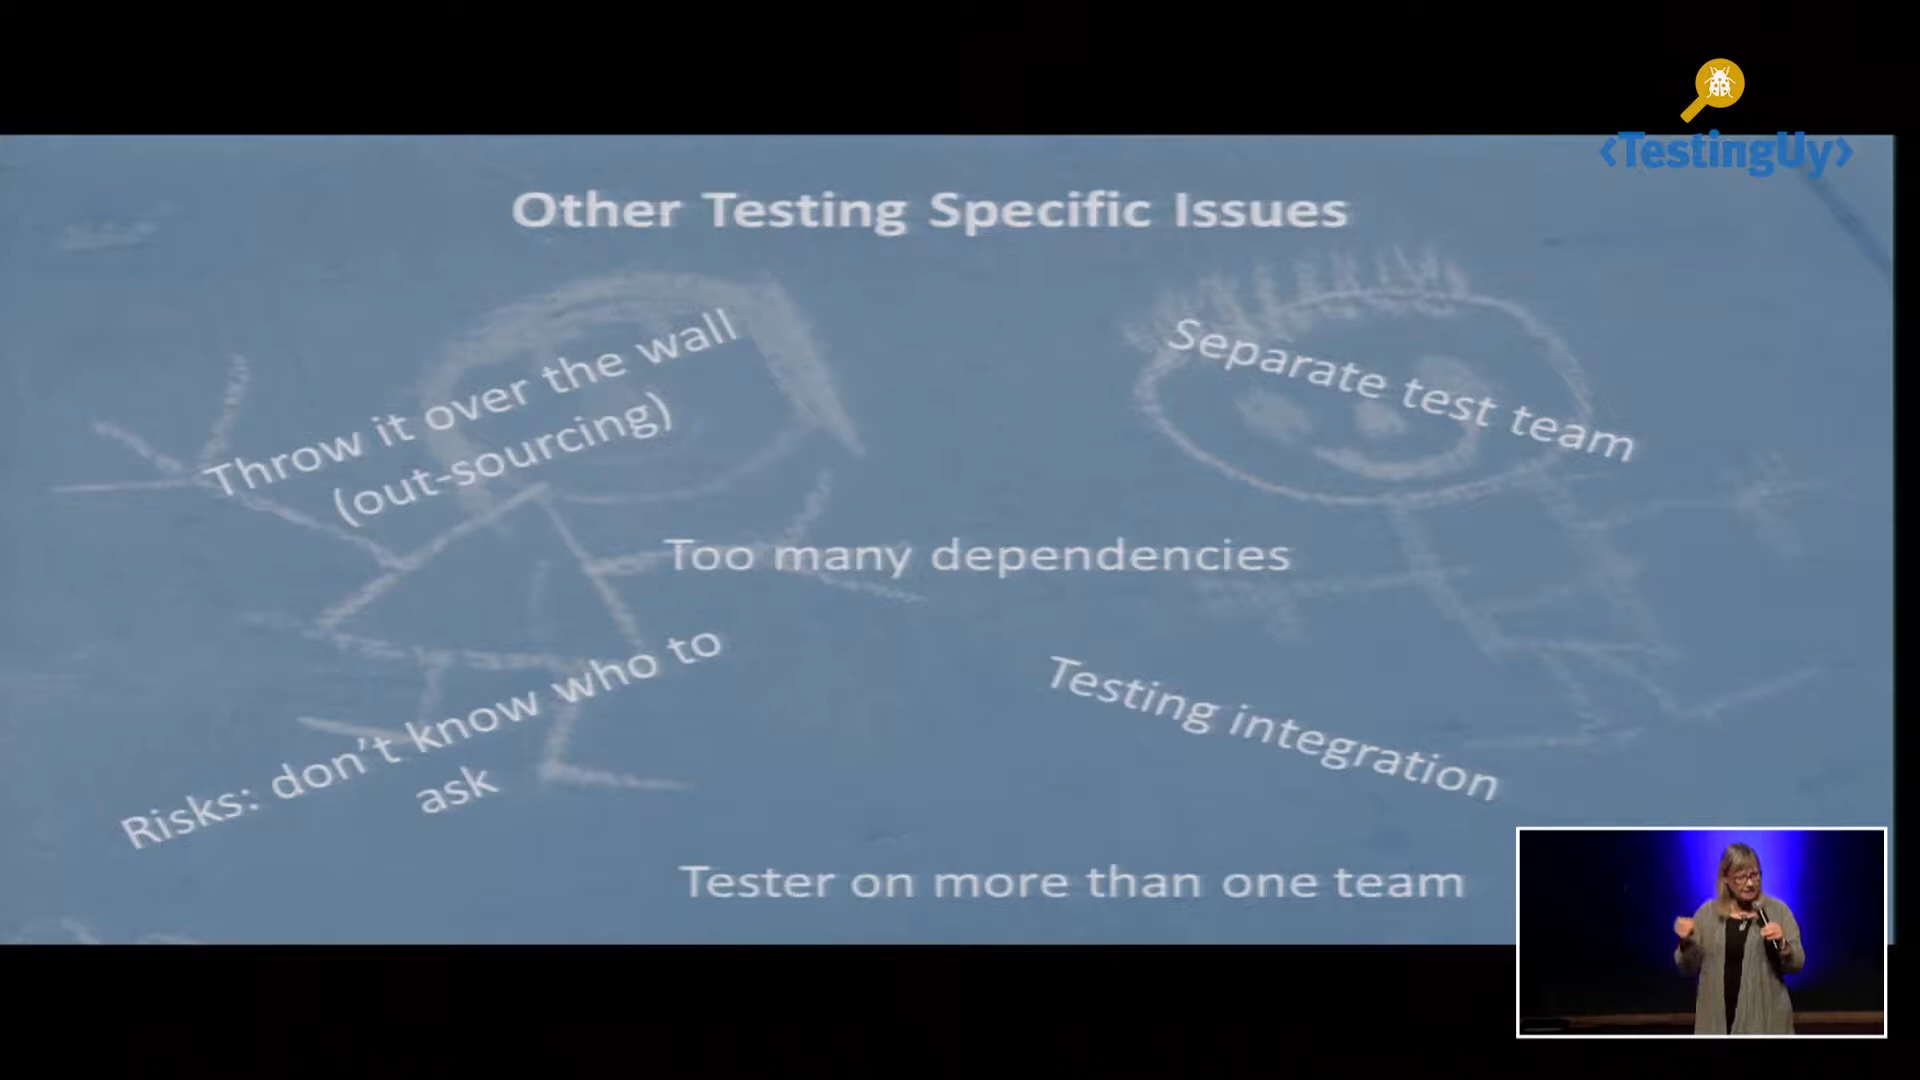 <TestingUy>
Other Testing Specific Issues
Throw it over the wall
(out-sourcing)
Separate test team
Too many dependencies
Risks: don't know who to
ask
Testing integration
Tester on more than one team